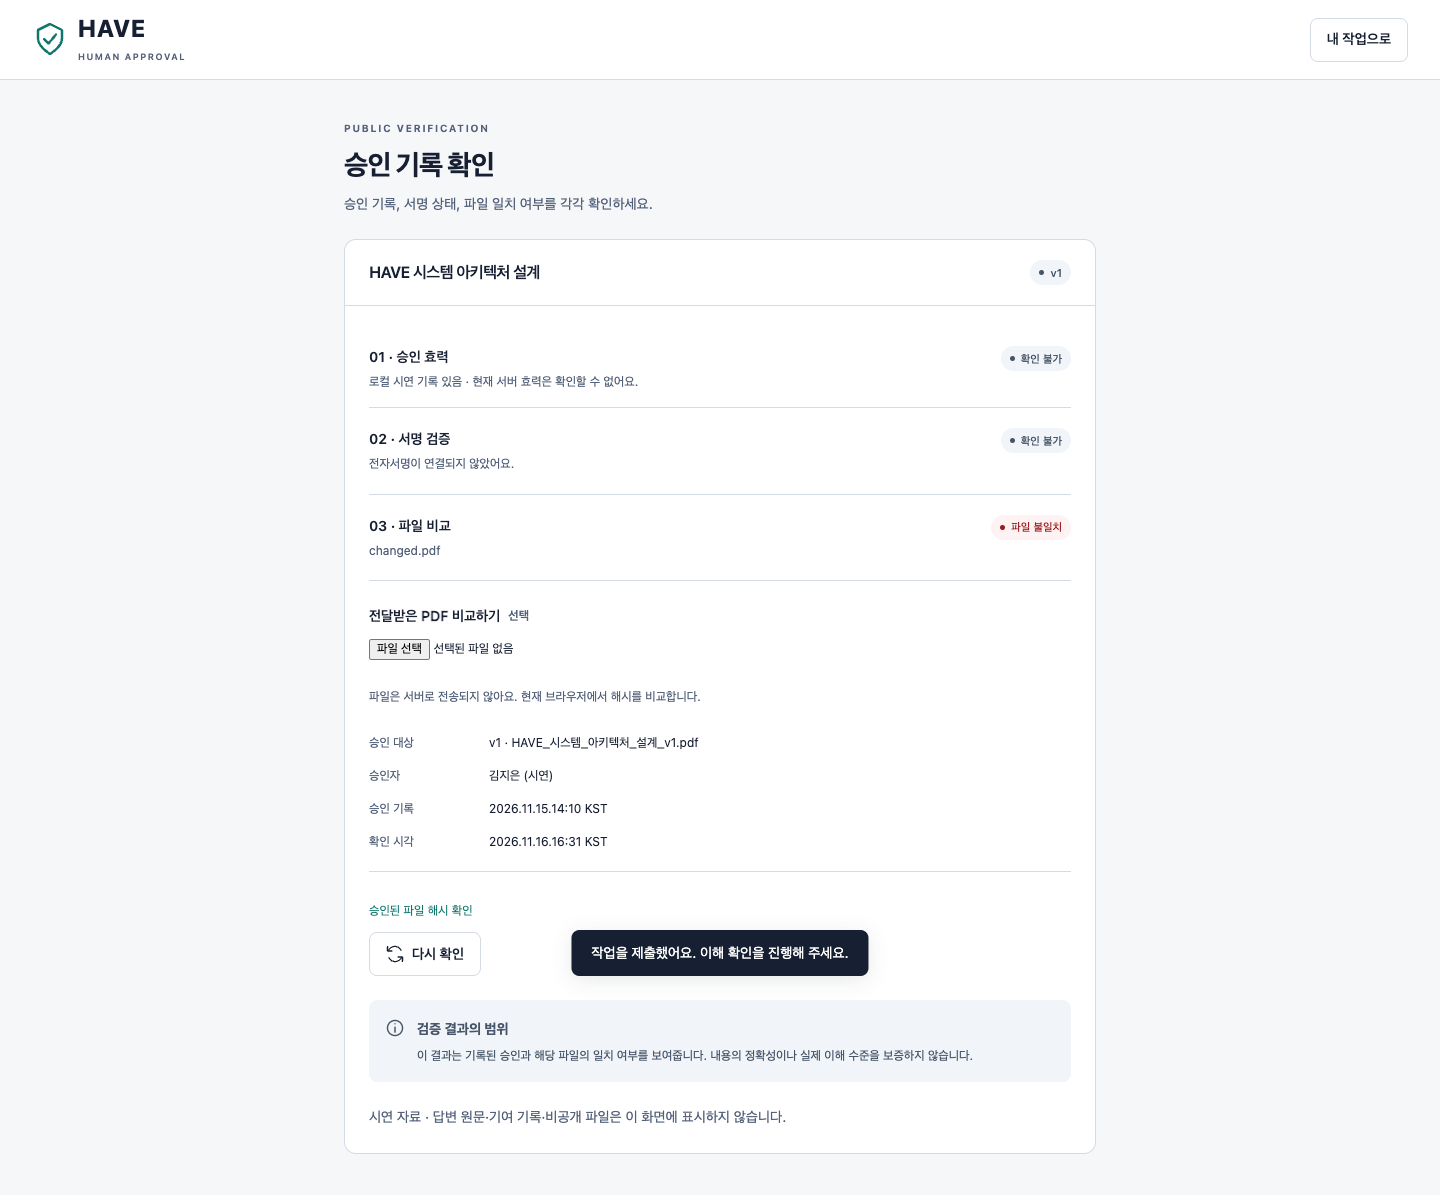 HAVE
HUMAN APPROVAL
내 작업으로
PUBLIC VERIFICATION
승인 기록 확인
승인 기록, 서명 상태, 파일 일치 여부를 각각 확인하세요.
HAVE 시스템 아키텍처 설계
v1
01 · 승인 효력
확인 불가
로컬 시연 기록 있음 · 현재 서버 효력은 확인할 수 없어요.
02 · 서명 검증
확인 불가
전자서명이 연결되지 않았어요.
03 · 파일 비교
파일 불일치
changed.pdf
전달받은 PDF 비교하기 선택
파일 선택 선택된 파일 없음
파일은 서버로 전송되지 않아요. 현재 브라우저에서 해시를 비교합니다.
승인 대상 v1 · HAVE_시스템_아키텍처_설계_v1.pdf
승인자 김지은 (시연)
승인 기록 2026.11.15.14:10 KST
확인 시각 2026.11.16.16:31 KST
승인된 파일 해시 확인
다시 확인
작업을 제출했어요. 이해 확인을 진행해 주세요.
검증 결과의 범위
이 결과는 기록된 승인과 해당 파일의 일치 여부를 보여줍니다. 내용의 정확성이나 실제 이해 수준을 보증하지 않습니다.
시연 자료 · 답변 원문·기여 기록·비공개 파일은 이 화면에 표시하지 않습니다.